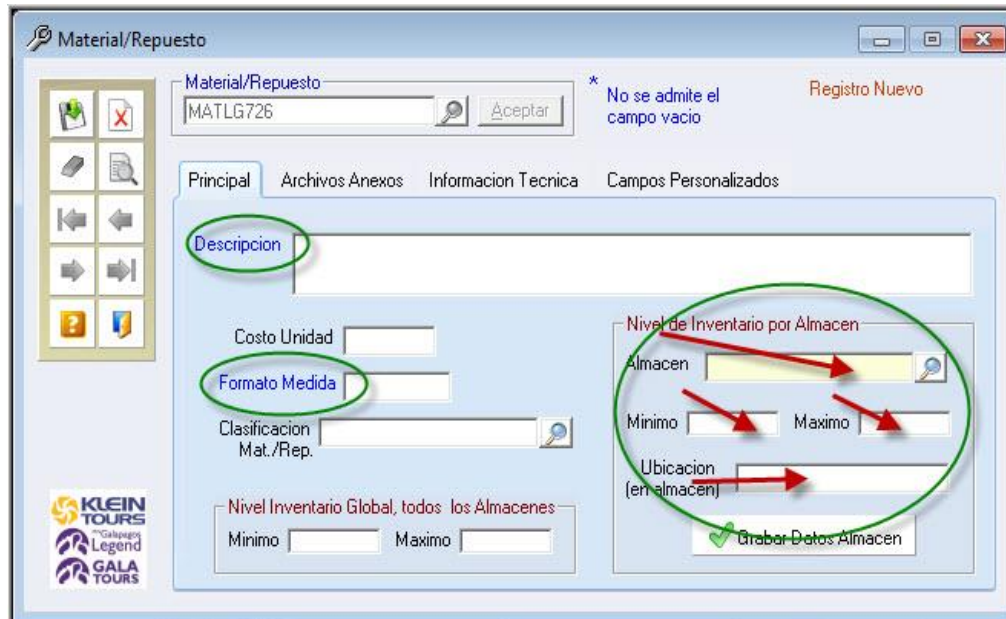 Material/Repuesto
Material/Repuesto
MATLG726
Aceptar
*
No se admite el
campo vacio
Registro Nuevo
Principal
Archivos Anexos
Informacion Tecnica
Campos Personalizados
Descripcion
Costo Unidad
Formato Medida
Clasificacion
Mat./Rep.
Nivel Inventario Global, todos los Almacenes
Minimo
Maximo
Nivel de Inventario por Almacen
Almacen
Minimo
Maximo
Ubicacion
(en almacen)
Grabar Datos Almacen
?
KLEIN
TOURS
Galapagos
Legend
GALA
TOURS